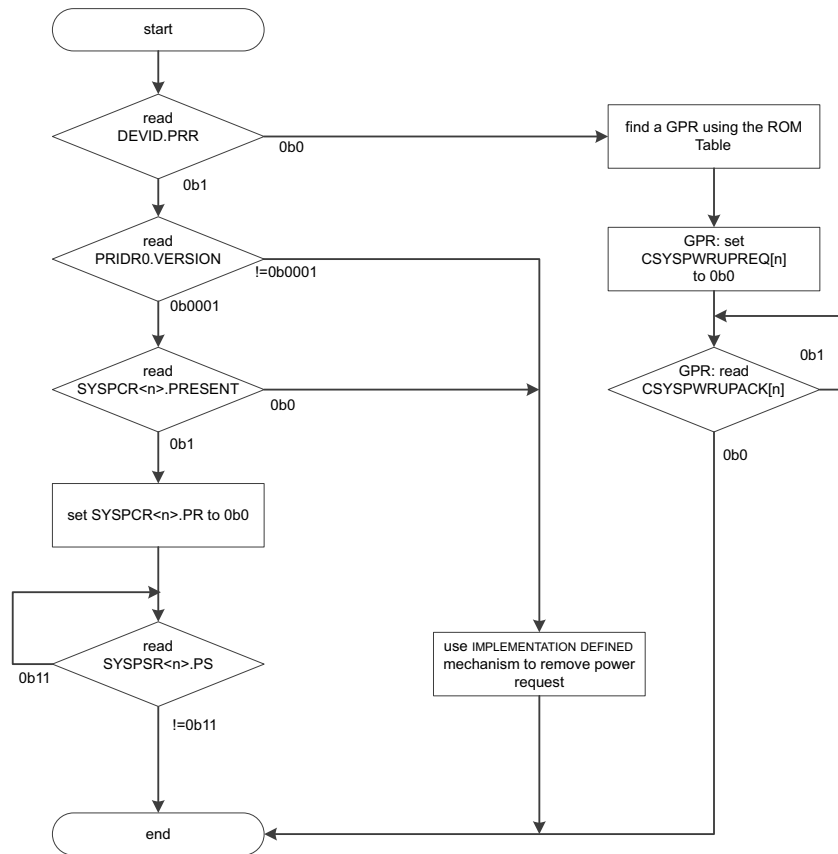 start
read
DEVID.PRR
0b0
0b1
find a GPR using the ROM
Table
read
PRIDR0.VERSION
!=0b0001
0b0001
GPR: set
CSYSPWRUPREQ[n]
to 0b0
read
SYSPCR<n>.PRESENT
0b0
0b1
GPR: read
CSYSPWRUPACK[n]
0b1
0b0
set SYSPCR<n>.PR to 0b0
read
SYSPSR<n>.PS
0b11
!=0b11
use IMPLEMENTATION DEFINED
mechanism to remove power
request
end